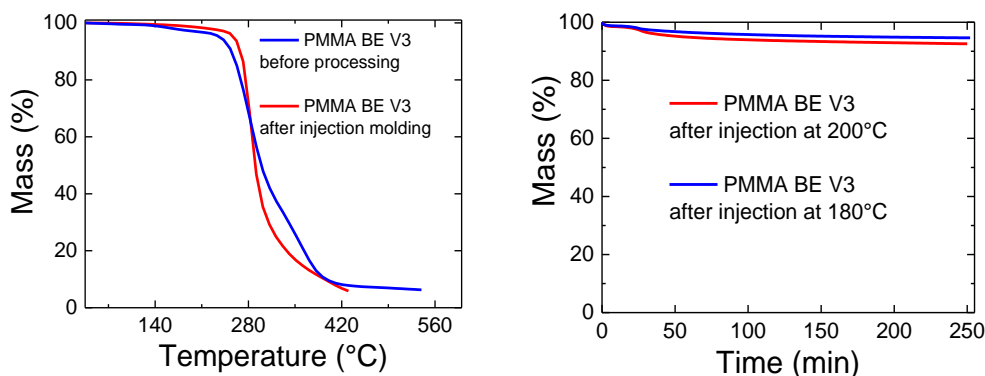 100
80
60
40
20
0
Mass (%)
PMMA BE V3
before processing
PMMA BE V3
after injection molding
140
280
420
560
Temperature (°C)
100
80
60
40
20
0
Mass (%)
PMMA BE V3
after injection at 200°C
PMMA BE V3
after injection at 180°C
0
50
100
150
200
250
Time (min)